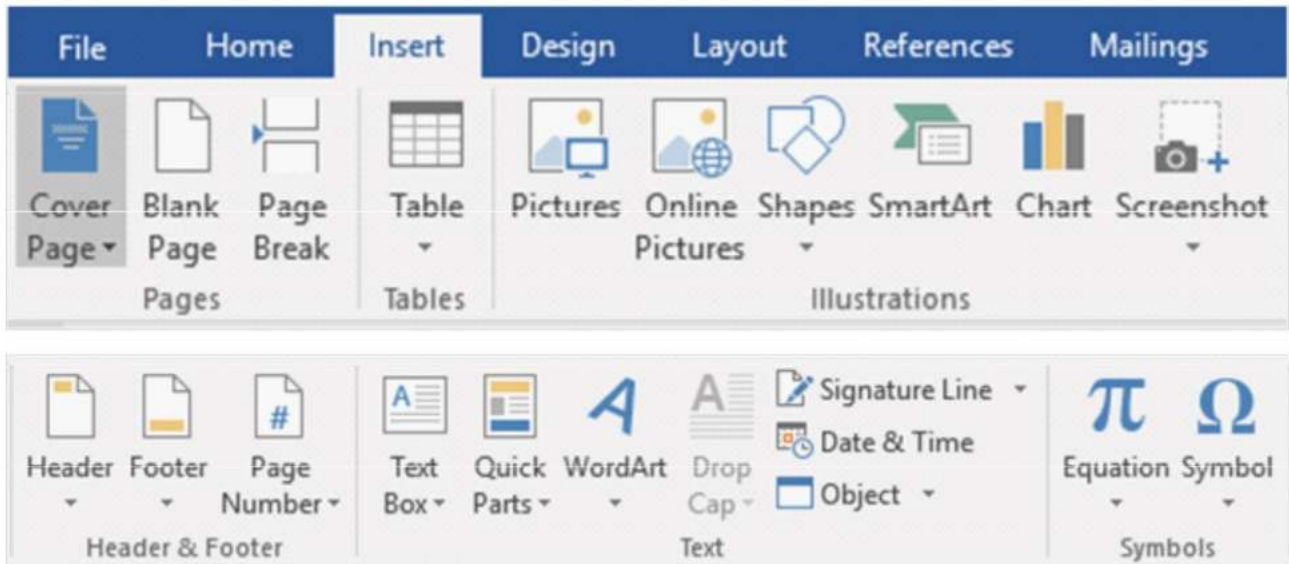 File Home Insert Design Layout References Mailings
Cover Page Blank Page Page Break Table Pictures Online Pictures Shapes SmartArt Chart Screenshot
Pages Tables Illustrations
Header Footer Page Number Text Box Quick Parts WordArt Drop Cap Signature Line
Date & Time
Object
Equation Symbol
Header & Footer Text Symbols